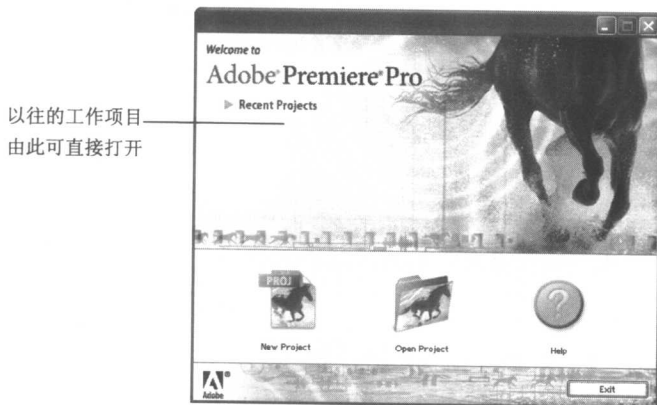 以往的工作项目
由此可直接打开
Welcome to
Adobe® Premiere® Pro
Recent Projects
PROJ
New Project
Open Project
?
Help
Adobe
Exit